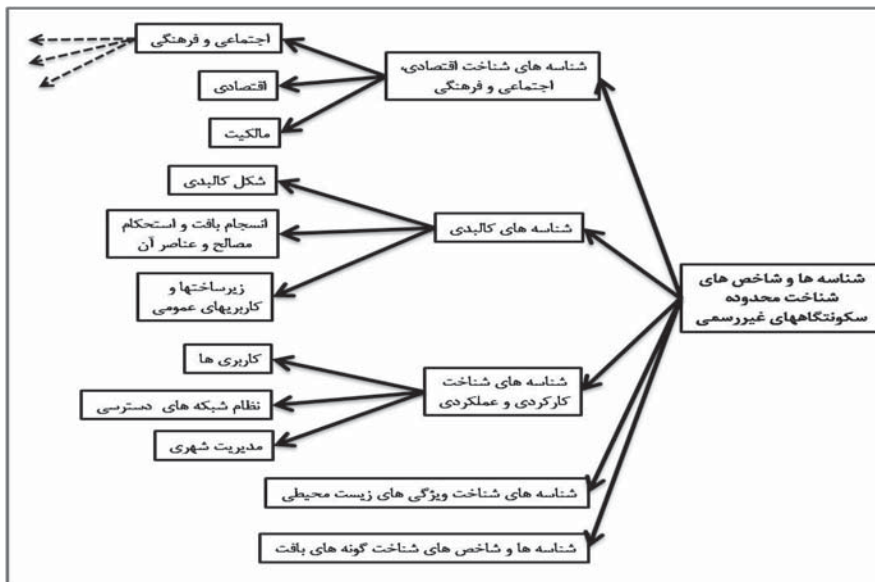 شناسه ها و شاخص های
شناخت محدوده
سکونتگاههای غیررسمی
شناسه های شناخت اقتصادی،
اجتماعی و فرهنگی
اجتماعی و فرهنگی
اقتصادی
مالکیت
شناسه های کالبدی
شکل کالبدی
انسجام بافت و استحکام
مصالح و عناصر آن
زیرساختها و
کاربریهای عمومی
شناسه های شناخت
کارکردی و عملکردی
کاربری ها
نظام شبکه های دسترسی
مدیریت شهری
شناسه های شناخت ویژگی های زیست محیطی
شناسه ها و شاخص های شناخت گونه های بافت